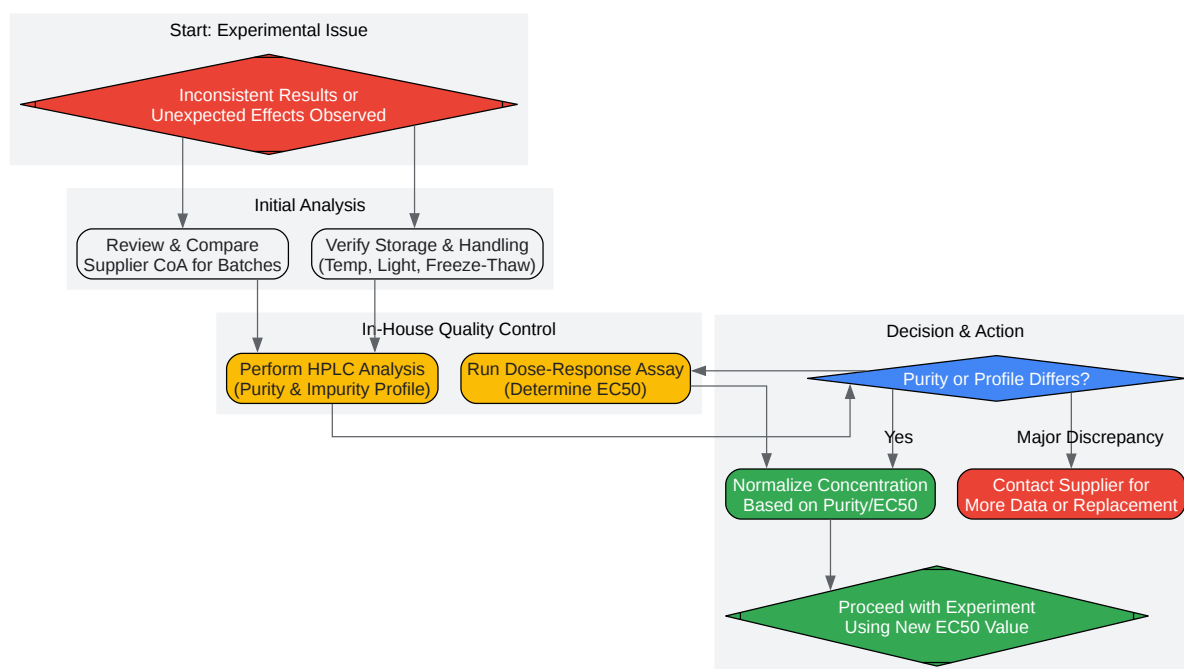 Start: Experimental Issue
Inconsistent Results or
Unexpected Effects Observed
Initial Analysis
Review & Compare
Supplier CoA for Batches
Verify Storage & Handling
(Temp, Light, Freeze-Thaw)
In-House Quality Control
Perform HPLC Analysis
(Purity & Impurity Profile)
Run Dose-Response Assay
(Determine EC50)
Decision & Action
Purity or Profile Differs?
Yes
Major Discrepancy
Normalize Concentration
Based on Purity/EC50
Contact Supplier for
More Data or Replacement
Proceed with Experiment
Using New EC50 Value